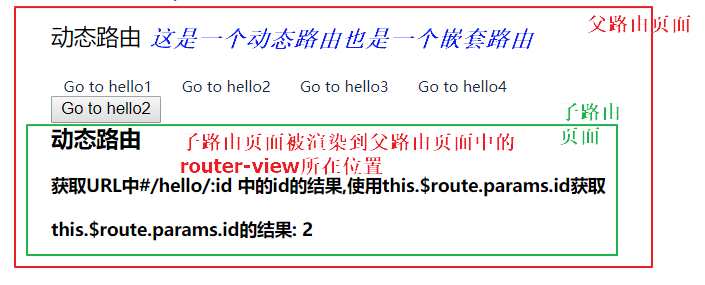 父路由页面
动态路由 这是一个动态路由也是一个嵌套路由
Go to hello1 Go to hello2 Go to hello3 Go to hello4
Go to hello2
子路由
页面
动态路由 子路由页面被渲染到父路由页面中的
router-view所在位置
获取URL中#/hello/:id 中的id的结果,使用this.$route.params.id获取
this.$route.params.id的结果: 2